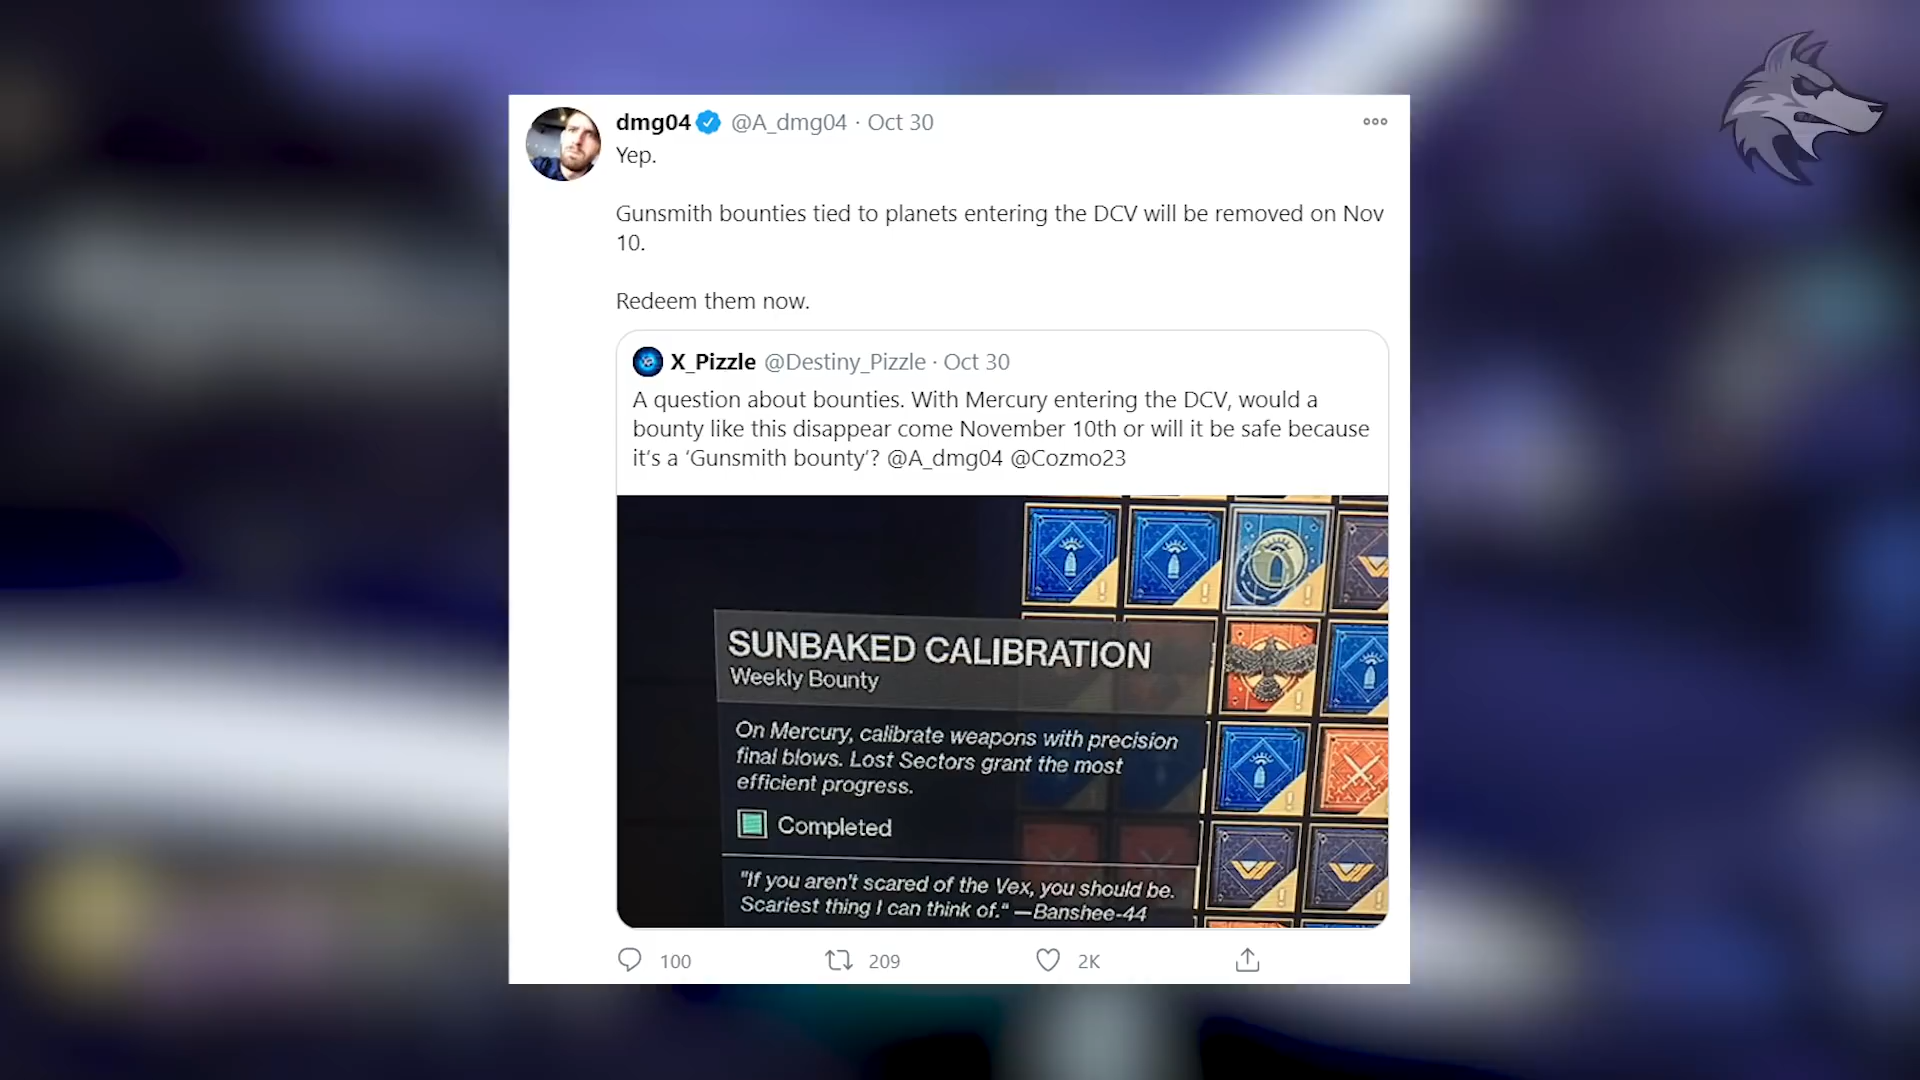 dmg04 @A_dmg04 · Oct 30
Yep.
Gunsmith bounties tied to planets entering the DCV will be removed on Nov
10.
Redeem them now.
X_Pizzle @Destiny_Pizzle · Oct 30
A question about bounties. With Mercury entering the DCV, would a
bounty like this disappear come November 10th or will it be safe because
it's a ‘Gunsmith bounty’? @A_dmg04 @Cozmo23
SUNBAKED CALIBRATION
Weekly Bounty
On Mercury, calibrate weapons with precision
final blows. Lost Sectors grant the most
efficient progress.
Completed
"If you aren't scared of the Vex, you should be.
Scariest thing I can think of." —Banshee-44
100 209 2K